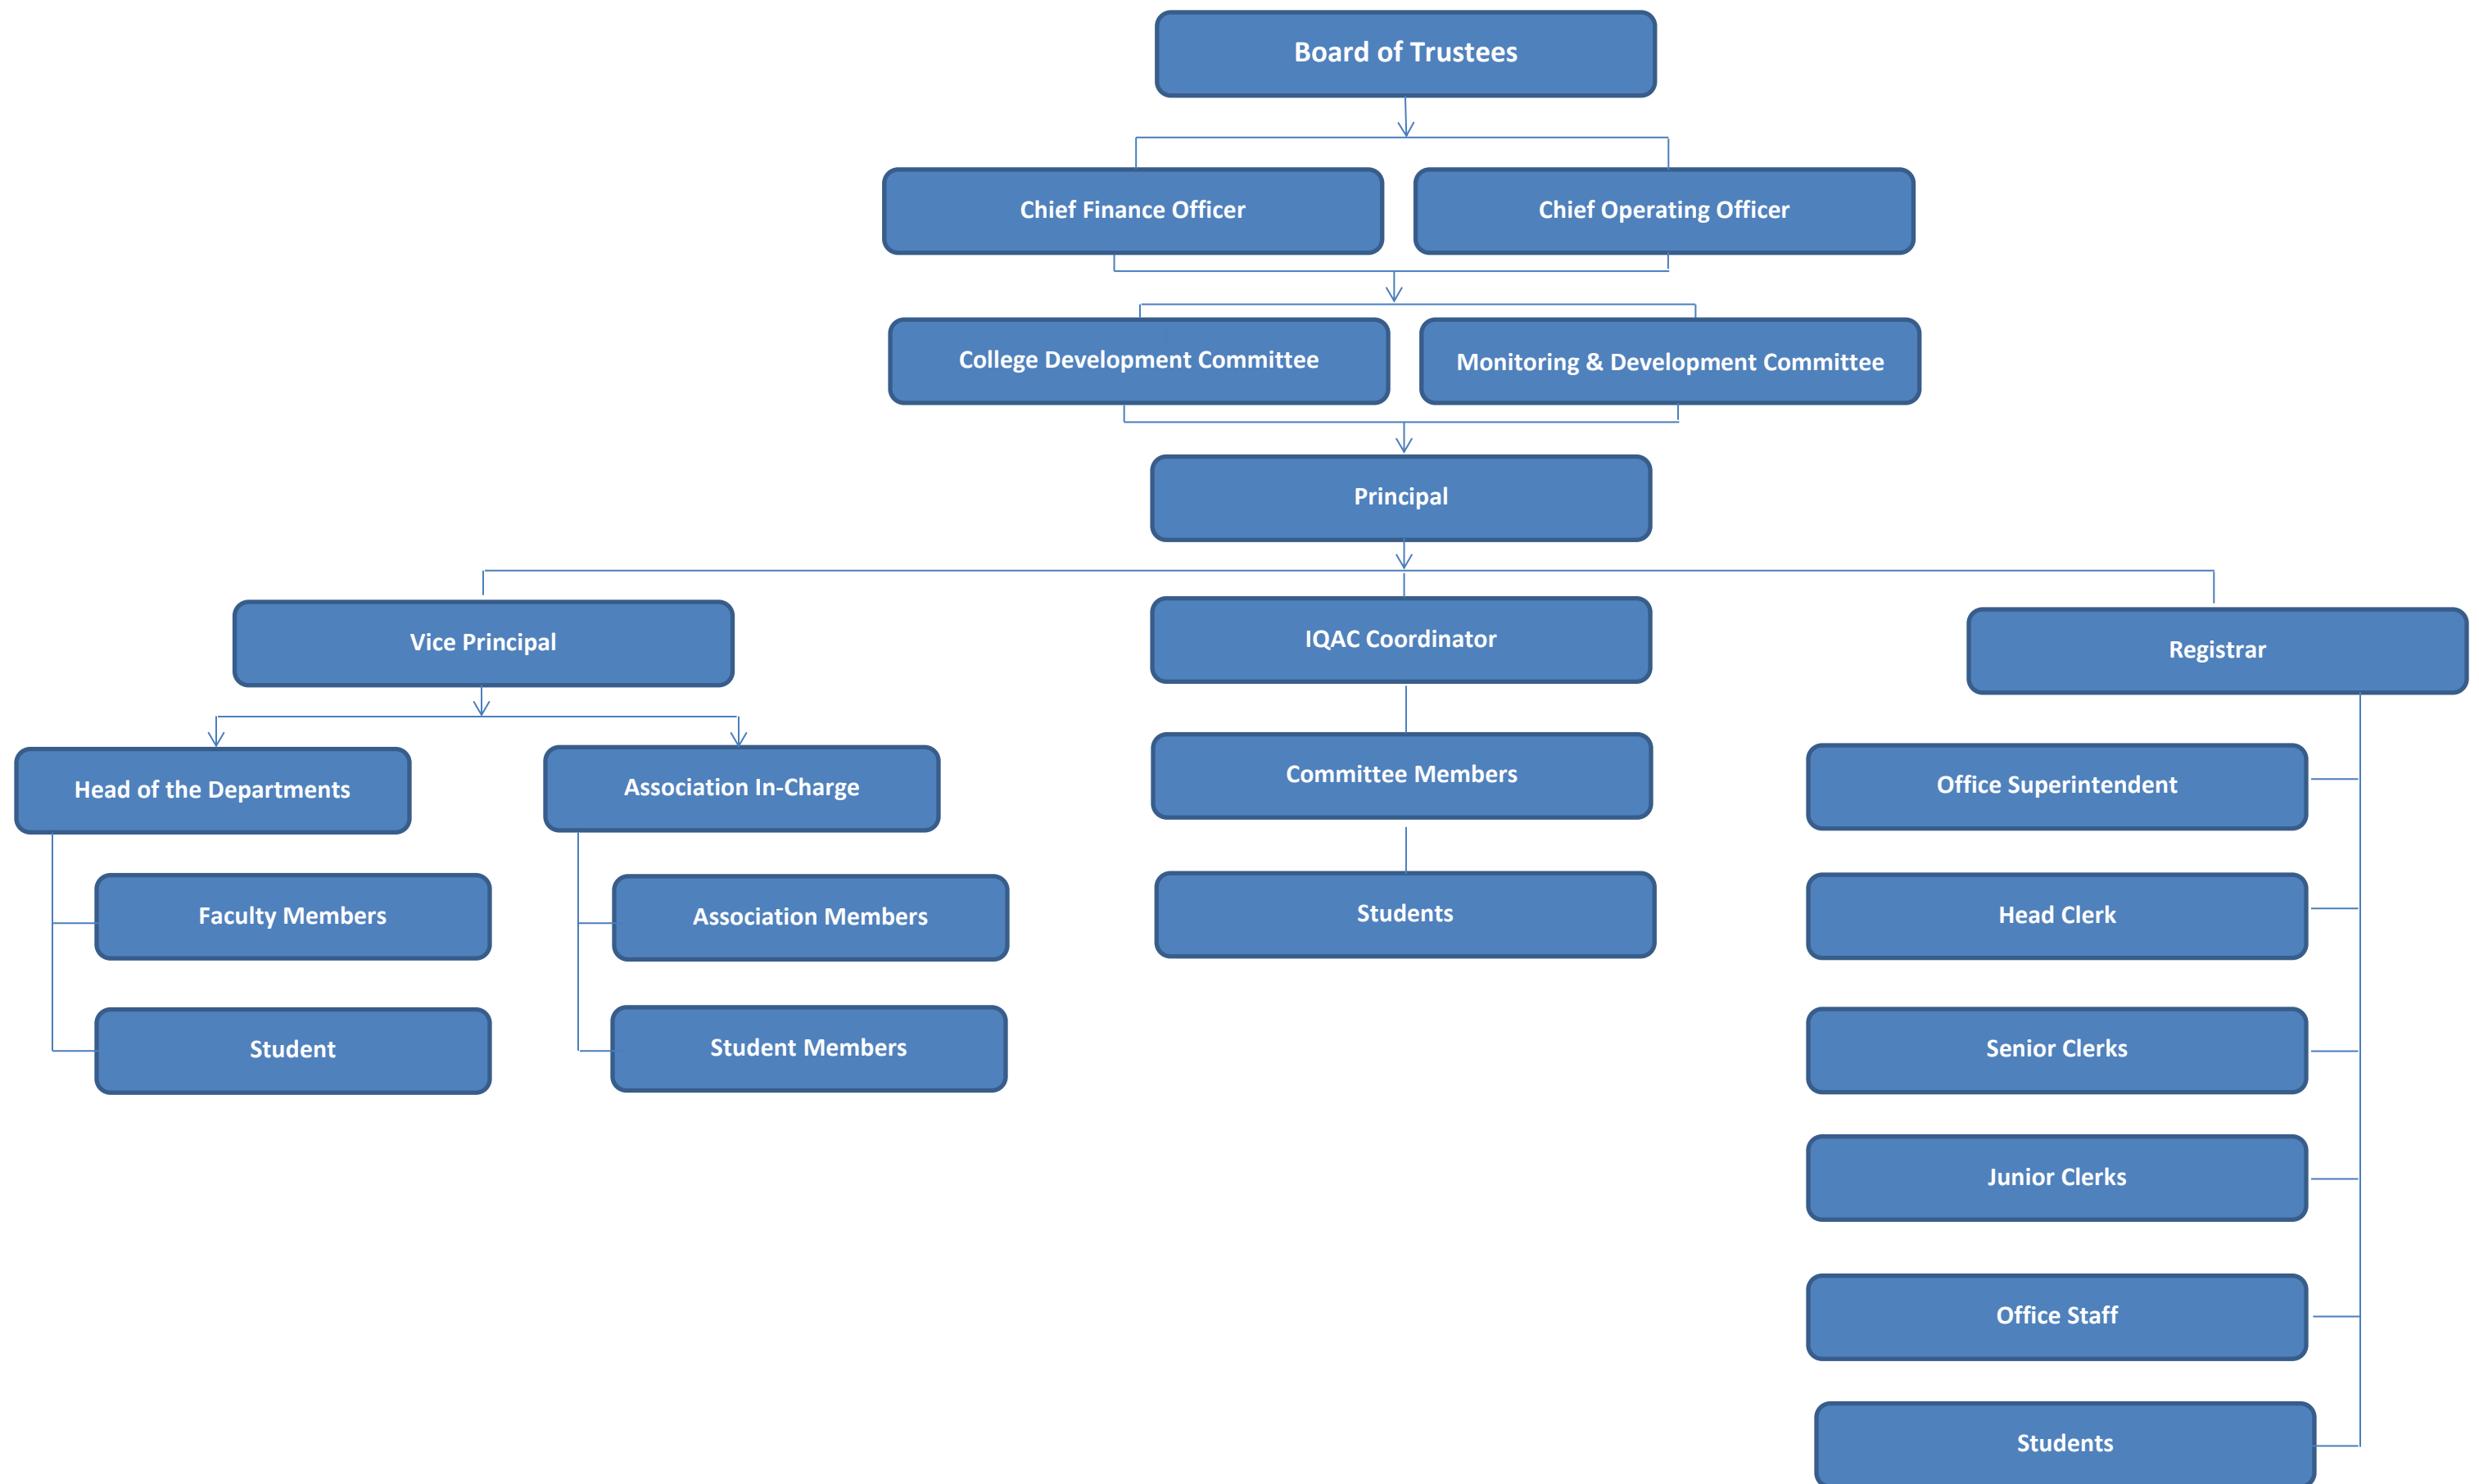 Board of Trustees
Chief Finance Officer
Chief Operating Officer
College Development Committee
Monitoring & Development Committee
Principal
Vice Principal
IQAC Coordinator
Registrar
Head of the Departments
Association In-Charge
Committee Members
Office Superintendent
Faculty Members
Association Members
Students
Head Clerk
Student
Student Members
Senior Clerks
Junior Clerks
Office Staff
Students